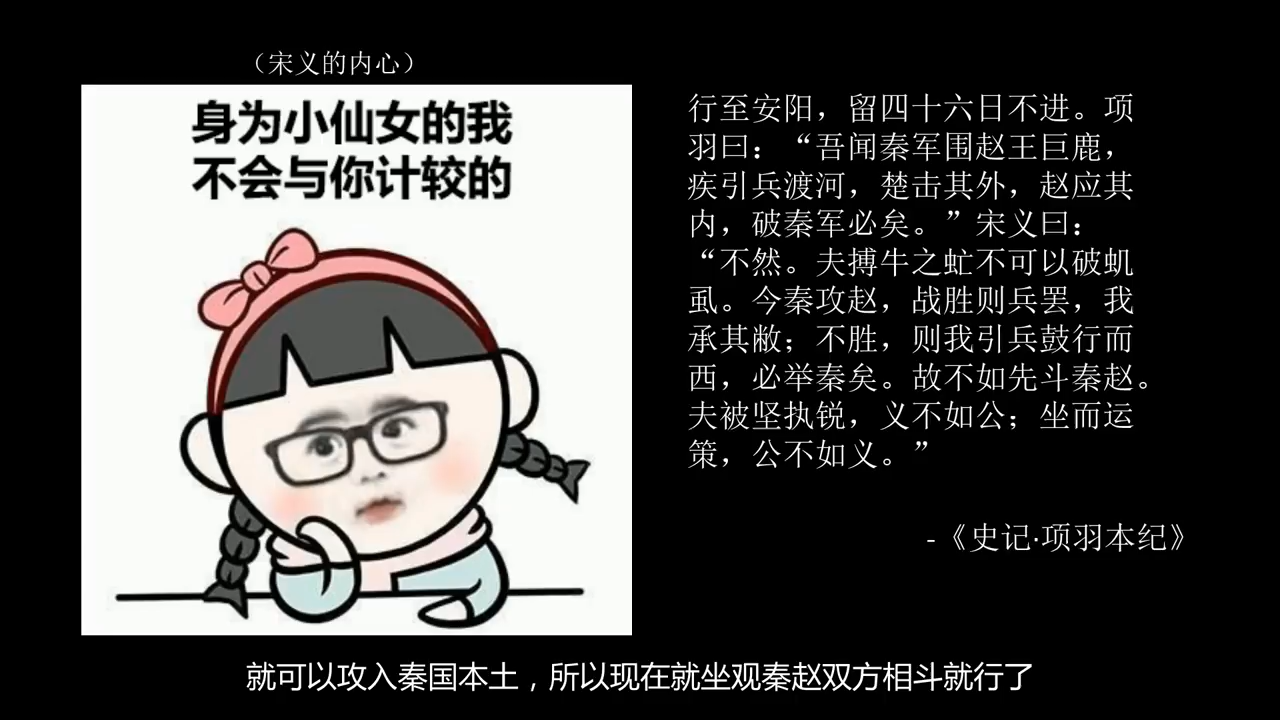 （宋义的内心）
身为小仙女的我
不会与你计较的
行至安阳，留四十六日不进。项
羽曰：“吾闻秦军围赵王巨鹿，
疾引兵渡河，楚击其外，赵应其
内，破秦军必矣。”宋义曰：
“不然。夫搏牛之虻不可以破虮
虱。今秦攻赵，战胜则兵罢，我
承其敝；不胜，则我引兵鼓行而
西，必举秦矣。故不如先斗秦赵。
夫被坚执锐，义不如公；坐而运
策，公不如义。”
-《史记·项羽本纪》
就可以攻入秦国本土，所以现在就坐观秦赵双方相斗就行了